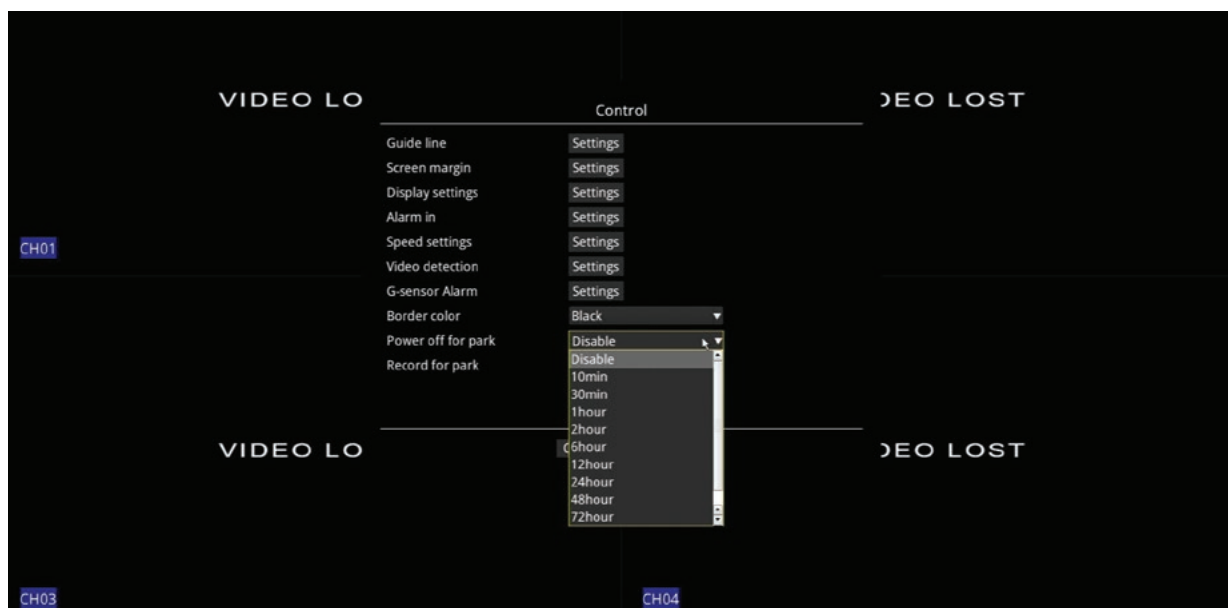 VIDEO LO
Control
DEO LOST
Guide line Settings
Screen margin Settings
Display settings Settings
Alarm in Settings
Speed settings Settings
CH01
Video detection Settings
G-sensor Alarm Settings
Border color Black
Power off for park Disable
Disable
Record for park
10min
30min
1hour
2hour
VIDEO LO
6hour
DEO LOST
12hour
24hour
48hour
72hour
CH03
CH04